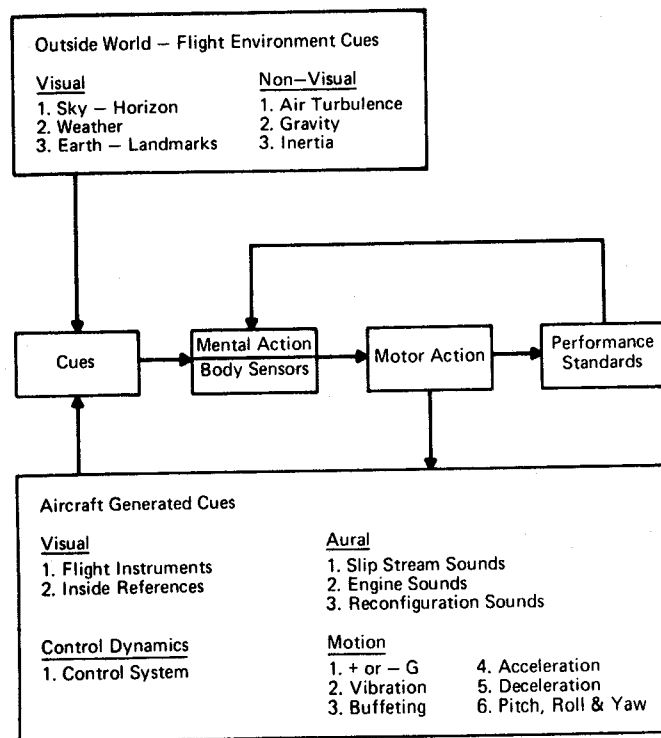 Outside World – Flight Environment Cues
Visual
1. Sky – Horizon
2. Weather
3. Earth – Landmarks
Non–Visual
1. Air Turbulence
2. Gravity
3. Inertia
Cues
Mental Action
Body Sensors
Motor Action
Performance
Standards
Aircraft Generated Cues
Visual
1. Flight Instruments
2. Inside References
Aural
1. Slip Stream Sounds
2. Engine Sounds
3. Reconfiguration Sounds
Control Dynamics
1. Control System
Motion
1. + or – G
2. Vibration
3. Buffeting
4. Acceleration
5. Deceleration
6. Pitch, Roll & Yaw